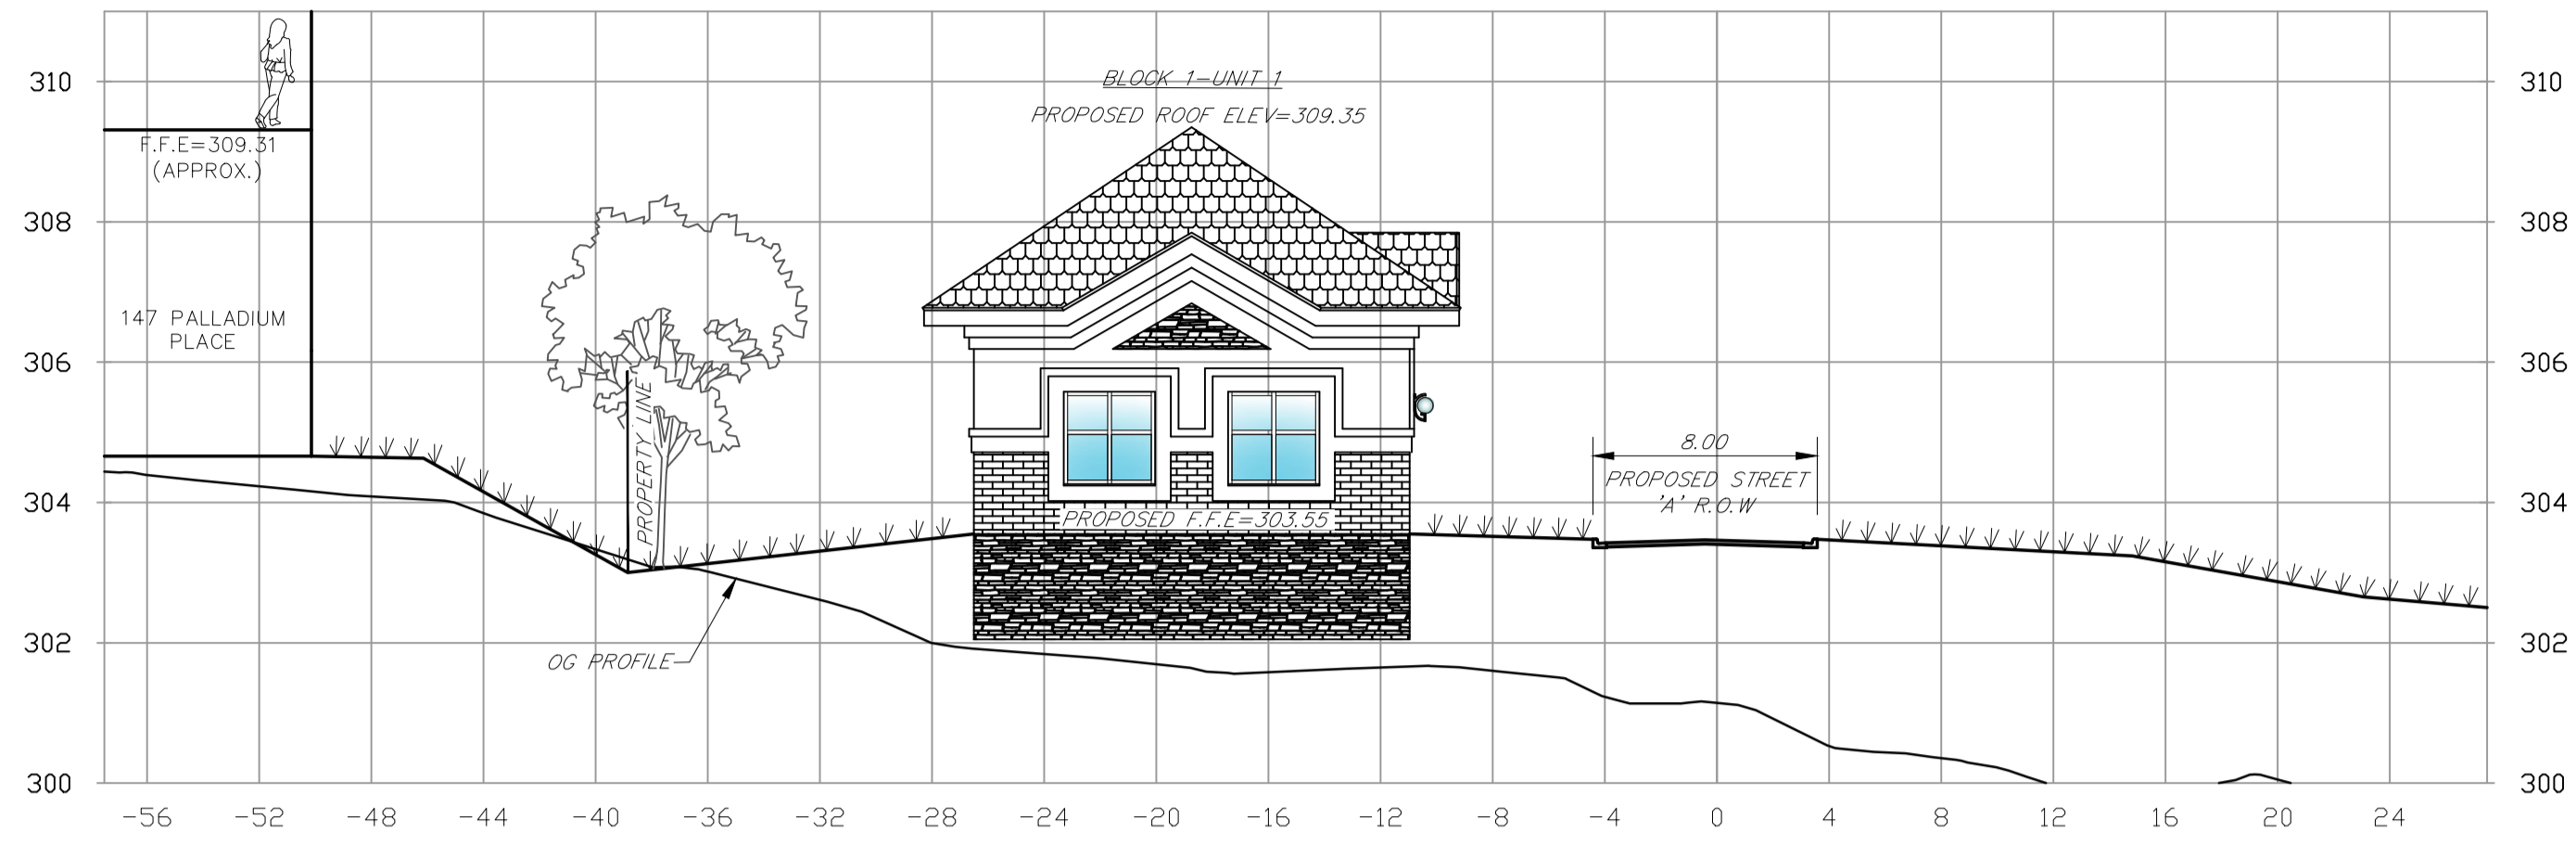 BLOCK 1-UNIT 1
PROPOSED ROOF ELEV=309.35
F.F.E=309.31
(APPROX.)
147 PALLADIUM
PLACE
PROPERTY LINE
8.00
PROPOSED STREET
'A' R.O.W
PROPOSED F.F.E=303.55
OG PROFILE
310
308
306
304
302
300
310
308
306
304
302
300
-56 -52 -48 -44 -40 -36 -32 -28 -24 -20 -16 -12 -8 -4 0 4 8 12 16 20 24